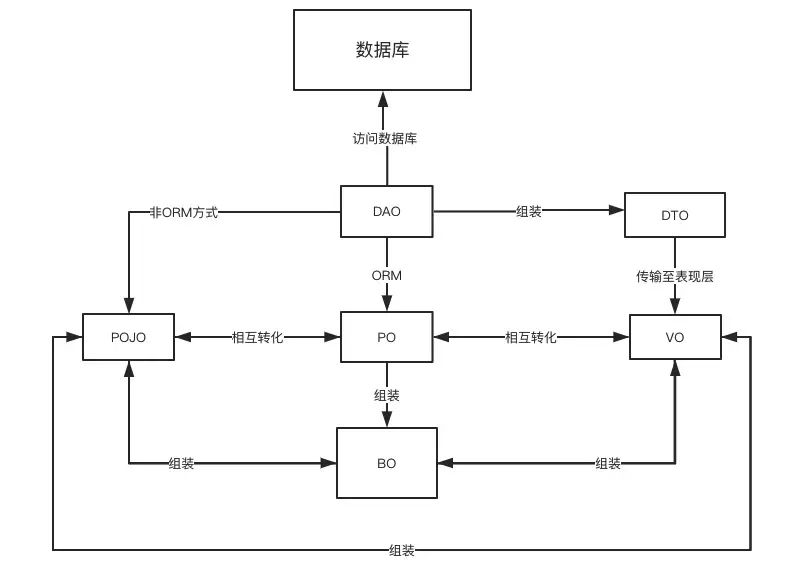 数据库
访问数据库
DAO
非ORM方式
组装
DTO
ORM
传输至表现层
POJO
相互转化
PO
相互转化
VO
组装
组装
BO
组装
组装